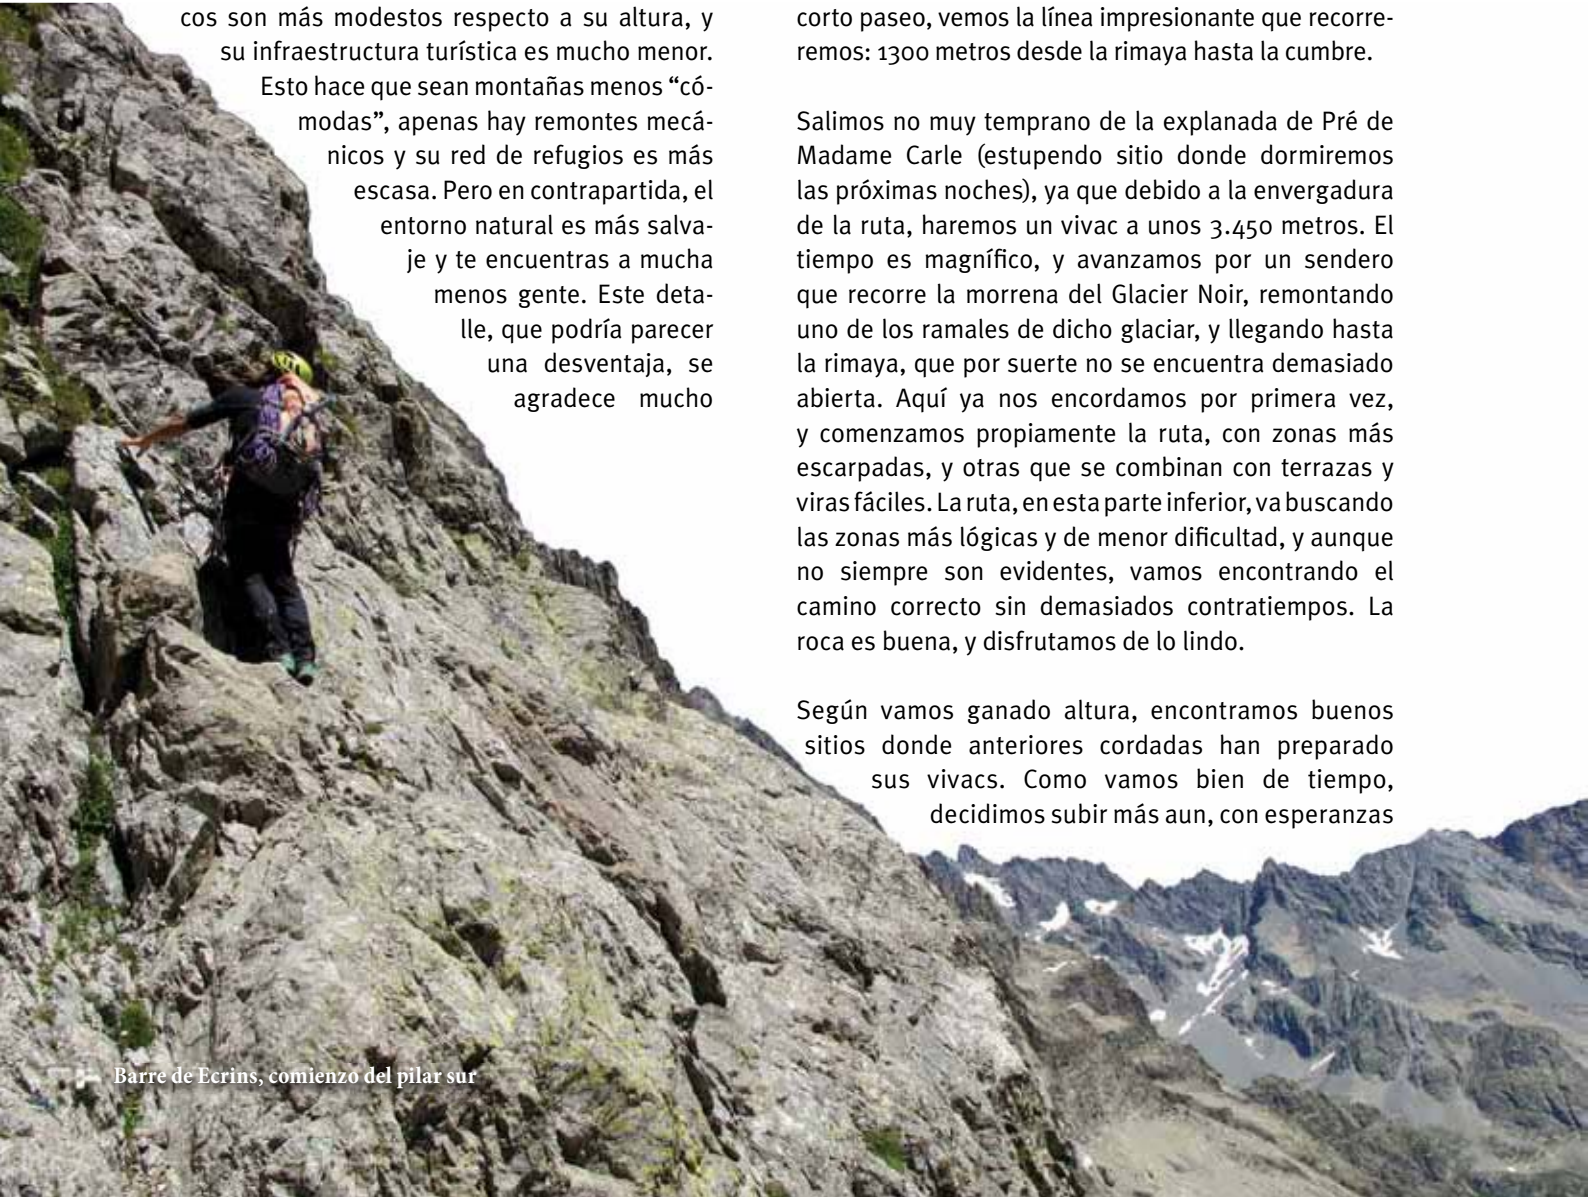 cos son más modestos respecto a su altura, y
su infraestructura turística es mucho menor.
Esto hace que sean montañas menos “có-
modas”, apenas hay remontes mecá-
nicos y su red de refugios es más
escasa. Pero en contrapartida, el
entorno natural es más salva-
je y te encuentras a mucha
menos gente. Este deta-
lle, que podría parecer
una desventaja, se
agradece mucho
corto paseo, vemos la línea impresionante que recorre-
remos: 1300 metros desde la rimaya hasta la cumbre.
Salimos no muy temprano de la explanada de Pré de
Madame Carle (estupendo sitio donde dormiremos
las próximas noches), ya que debido a la envergadura
de la ruta, haremos un vivac a unos 3.450 metros. El
tiempo es magnífico, y avanzamos por un sendero
que recorre la morrena del Glacier Noir, remontando
uno de los ramales de dicho glaciar, y llegando hasta
la rimaya, que por suerte no se encuentra demasiado
abierta. Aquí ya nos encordamos por primera vez,
y comenzamos propiamente la ruta, con zonas más
escarpadas, y otras que se combinan con terrazas y
viras fáciles. La ruta, en esta parte inferior, va buscando
las zonas más lógicas y de menor dificultad, y aunque
no siempre son evidentes, vamos encontrando el
camino correcto sin demasiados contratiempos. La
roca es buena, y disfrutamos de lo lindo.
Según vamos ganado altura, encontramos buenos
sitios donde anteriores cordadas han preparado
sus vivacs. Como vamos bien de tiempo,
decidimos subir más aun, con esperanzas
Barre de Ecrins, comienzo del pilar sur